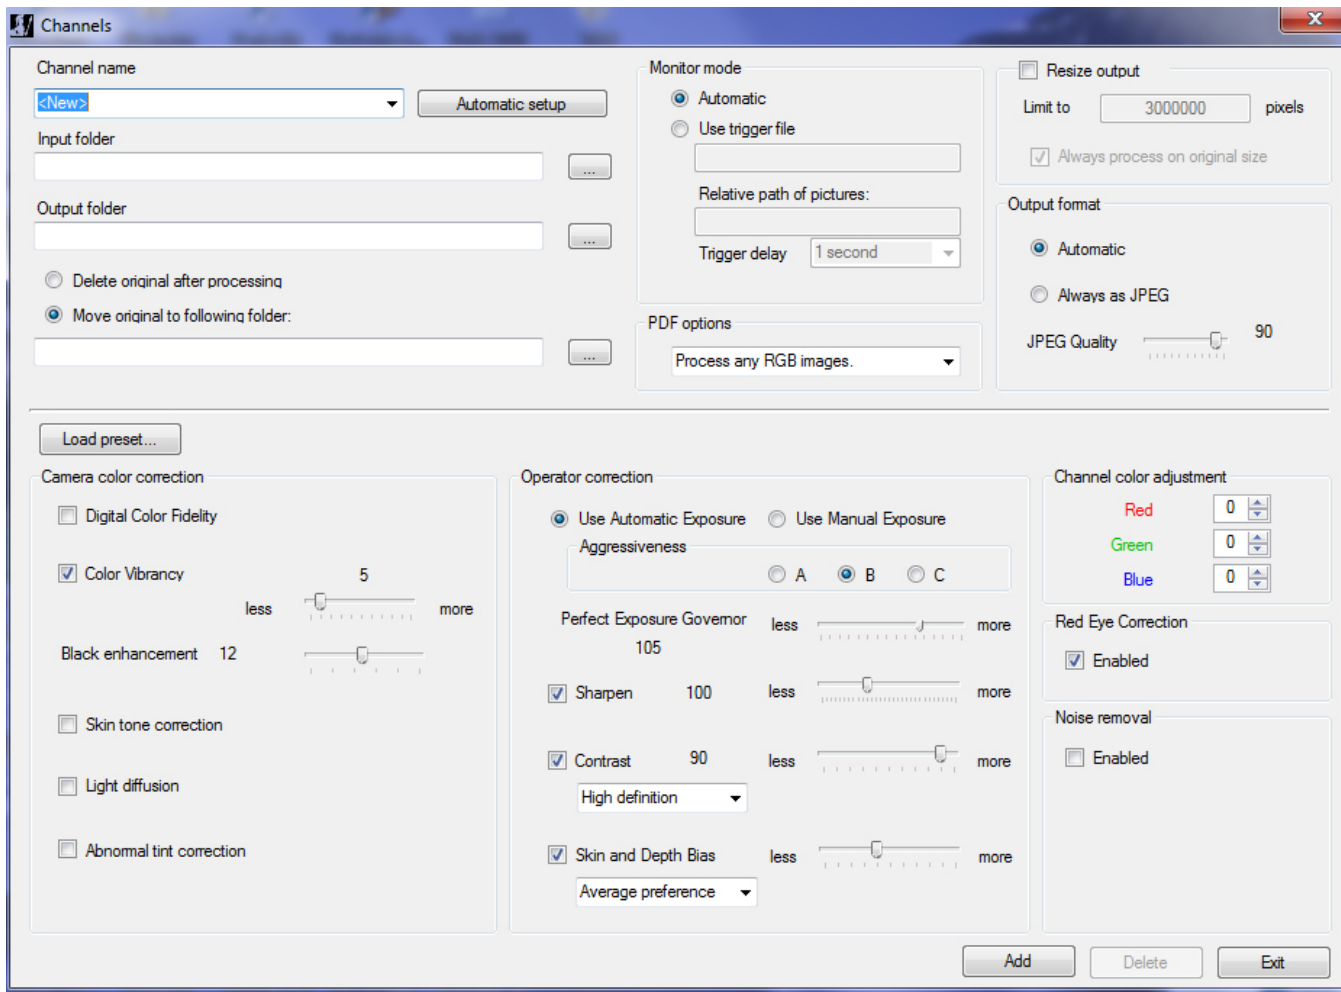 Channels
x
Channel name
<New>
Automatic setup
Input folder
...
Output folder
...
Delete original after processing
Move original to following folder:
...
Monitor mode
Automatic
Use trigger file
Relative path of pictures:
Trigger delay 1 second
PDF options
Process any RGB images.
Resize output
Limit to 3000000 pixels
Always process on original size
Output format
Automatic
Always as JPEG
JPEG Quality 90
Load preset...
Camera color correction
Digital Color Fidelity
Color Vibrancy 5
less more
Black enhancement 12
Skin tone correction
Light diffusion
Abnormal tint correction
Operator correction
Use Automatic Exposure Use Manual Exposure
Aggressiveness
A B C
Perfect Exposure Governor less more
105
Sharpen 100 less more
Contrast 90 less more
High definition
Skin and Depth Bias less more
Average preference
Channel color adjustment
Red 0
Green 0
Blue 0
Red Eye Correction
Enabled
Noise removal
Enabled
Add Delete Exit